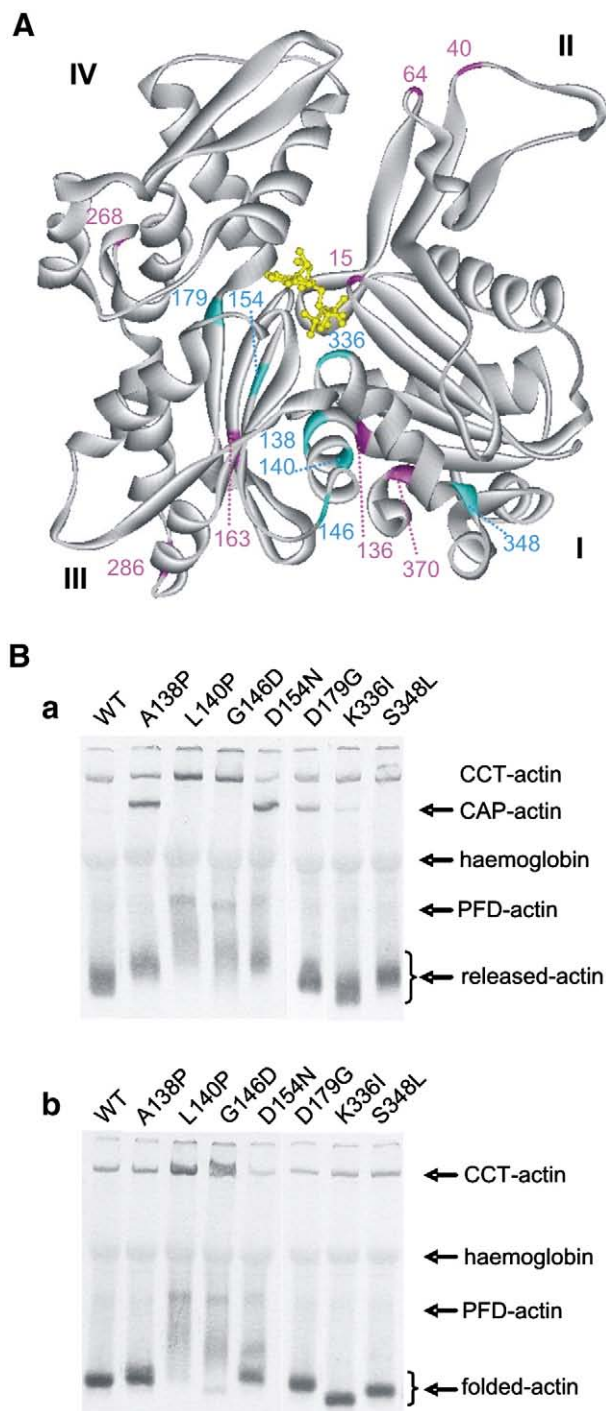 A
IV
II
40
64
268
15
179 154
336
138
140
146
163
136
370
348
286
III
I
B
a
WT A138P L140P G146D D154N D179G K336I S348L
CCT-actin
CAP-actin
haemoglobin
PFD-actin
released-actin
b
WT A138P L140P G146D D154N D179G K336I S348L
CCT-actin
haemoglobin
PFD-actin
folded-actin